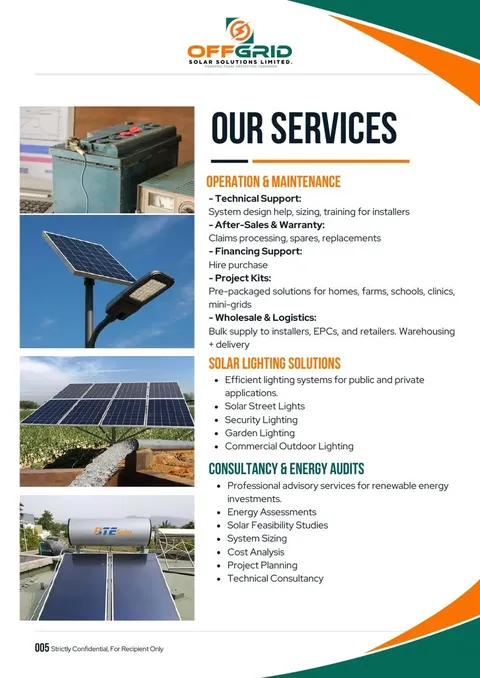 OFFGRID
SOLAR SOLUTIONS LIMITED.
OUR SERVICES
OPERATION & MAINTENANCE
- Technical Support:
System design help, sizing, training for installers
- After-Sales & Warranty:
Claims processing, spares, replacements
- Financing Support:
Hire purchase
- Project Kits:
Pre-packaged solutions for homes, farms, schools, clinics,
mini-grids
- Wholesale & Logistics:
Bulk supply to installers, EPCs, and retailers. Warehousing
+ delivery
SOLAR LIGHTING SOLUTIONS
• Efficient lighting systems for public and private
applications.
• Solar Street Lights
• Security Lighting
• Garden Lighting
• Commercial Outdoor Lighting
CONSULTANCY & ENERGY AUDITS
• Professional advisory services for renewable energy
investments.
• Energy Assessments
• Solar Feasibility Studies
• System Sizing
• Cost Analysis
• Project Planning
• Technical Consultancy
005 Strictly Confidential, For Recipient Only